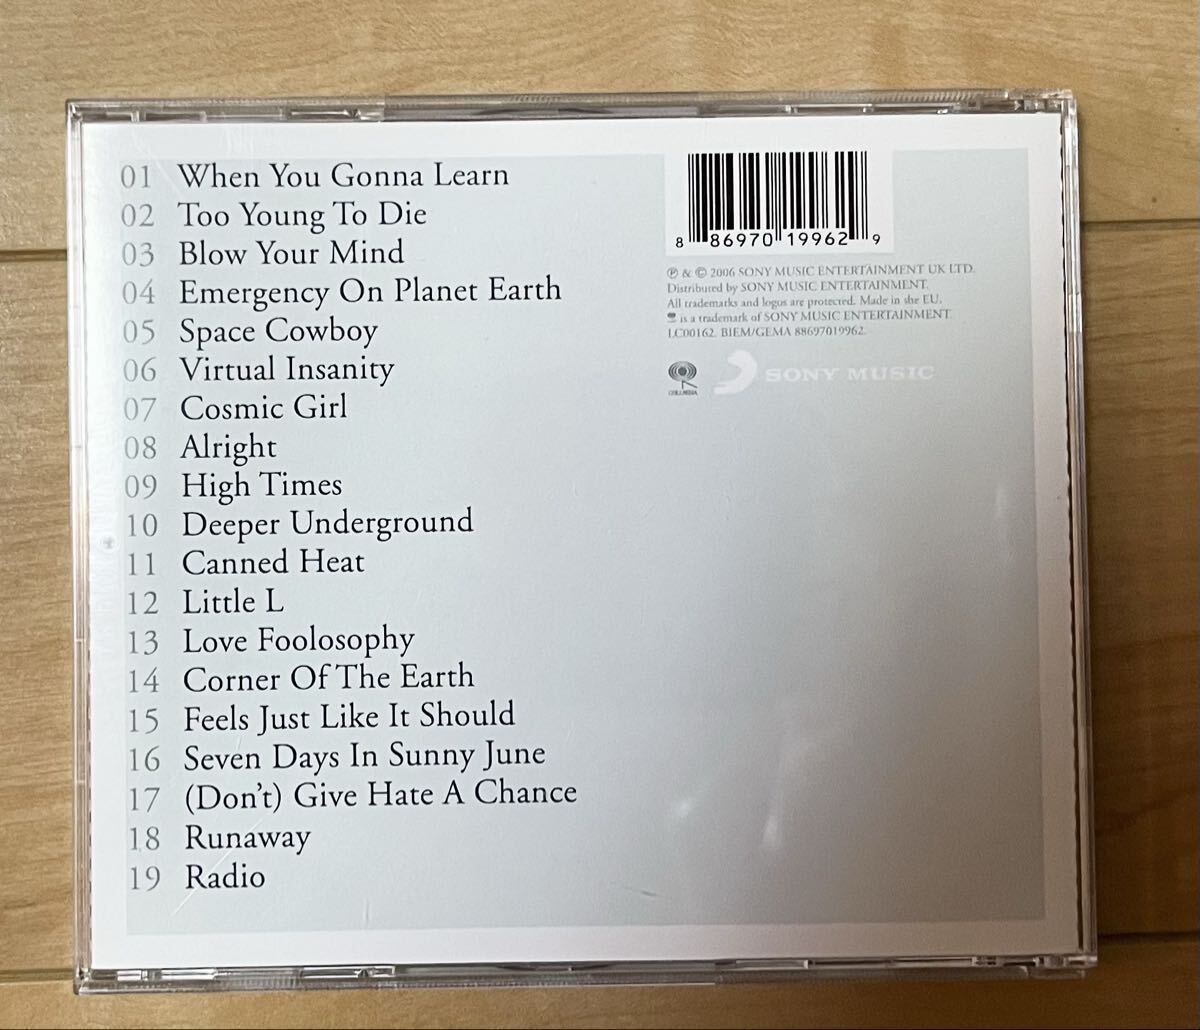 01 When You Gonna Learn
02 Too Young To Die
03 Blow Your Mind
04 Emergency On Planet Earth
05 Space Cowboy
06 Virtual Insanity
07 Cosmic Girl
08 Alright
09 High Times
10 Deeper Underground
11 Canned Heat
12 Little L
13 Love Foolosophy
14 Corner Of The Earth
15 Feels Just Like It Should
16 Seven Days In Sunny June
17 (Don't) Give Hate A Chance
18 Runaway
19 Radio
8 86970 19962 9
℗ & © 2006 SONY MUSIC ENTERTAINMENT UK LTD.
Distributed by SONY MUSIC ENTERTAINMENT.
All trademarks and logos are protected. Made in the EU.
is a trademark of SONY MUSIC ENTERTAINMENT
LC00162. BIEM/GEMA 88697019962.
COLUMBIA
SONY MUSIC